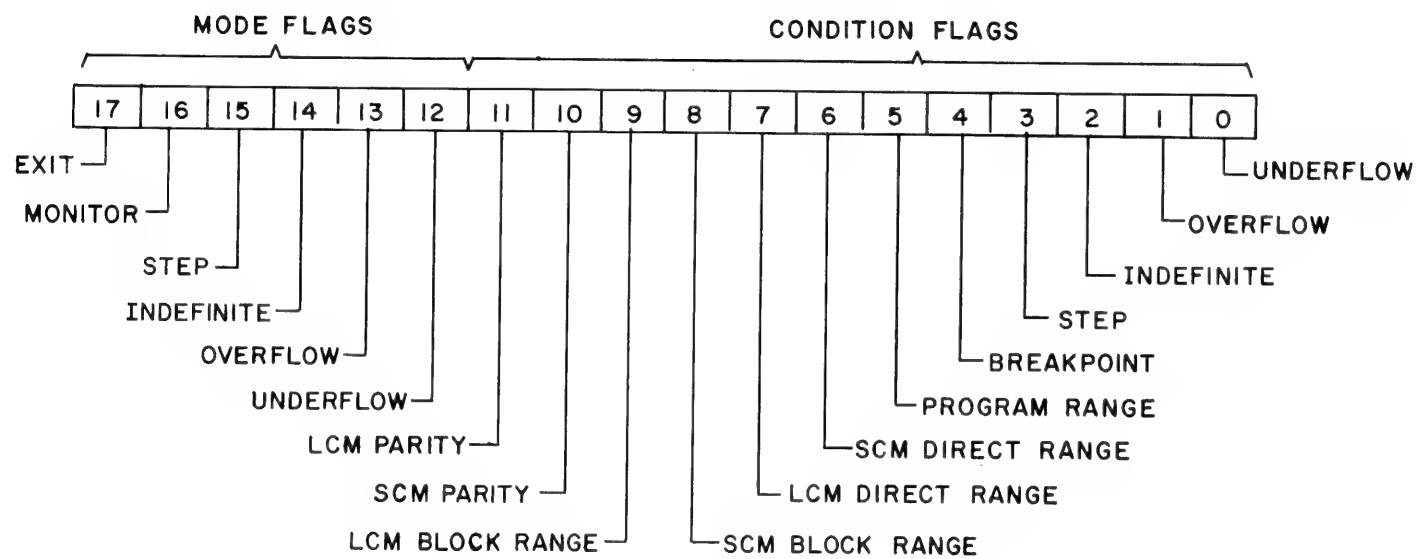 MODE FLAGS CONDITION FLAGS
17 16 15 14 13 12 11 10 9 8 7 6 5 4 3 2 1 0
EXIT UNDERFLOW
MONITOR OVERFLOW
STEP INDEFINITE
INDEFINITE STEP
OVERFLOW BREAKPOINT
UNDERFLOW PROGRAM RANGE
LCM PARITY SCM DIRECT RANGE
SCM PARITY LCM DIRECT RANGE
LCM BLOCK RANGE SCM BLOCK RANGE